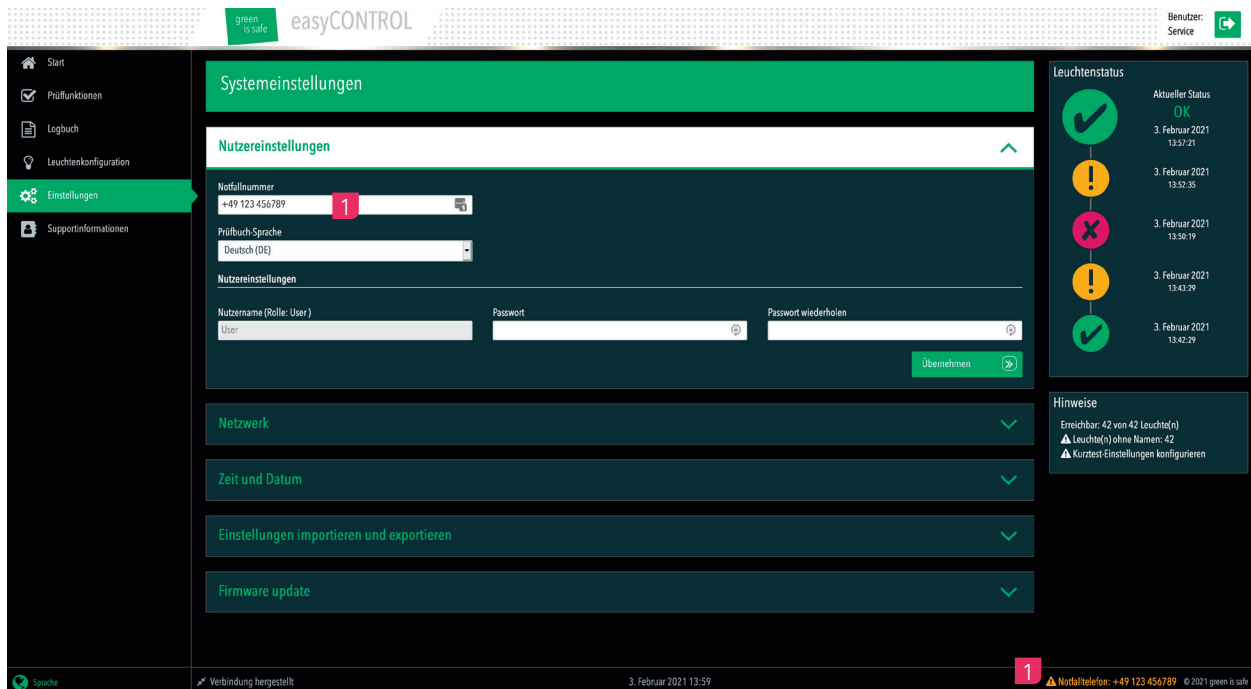 green
is safe
easyCONTROL
Benutzer:
Service
Start
Prüffunktionen
Logbuch
Leuchtenkonfiguration
Einstellungen
Supportinformationen
Systemeinstellungen
Nutzereinstellungen
Notfallnummer
+49 123 456789
1
Prüfbuch-Sprache
Deutsch (DE)
Nutzereinstellungen
Nutzername (Rolle: User )
Passwort
Passwort wiederholen
User
Übernehmen
Netzwerk
Zeit und Datum
Einstellungen importieren und exportieren
Firmware update
Leuchtenstatus
Aktueller Status
OK
3. Februar 2021
13:57:21
3. Februar 2021
13:52:35
3. Februar 2021
13:50:19
3. Februar 2021
13:43:29
3. Februar 2021
13:42:29
Hinweise
Erreichbar: 42 von 42 Leuchte(n)
Leuchte(n) ohne Namen: 42
Kurztest-Einstellungen konfigurieren
Sprache
Verbindung hergestellt
3. Februar 2021 13:59
1
Notfalltelefon: +49 123 456789
© 2021 green is safe